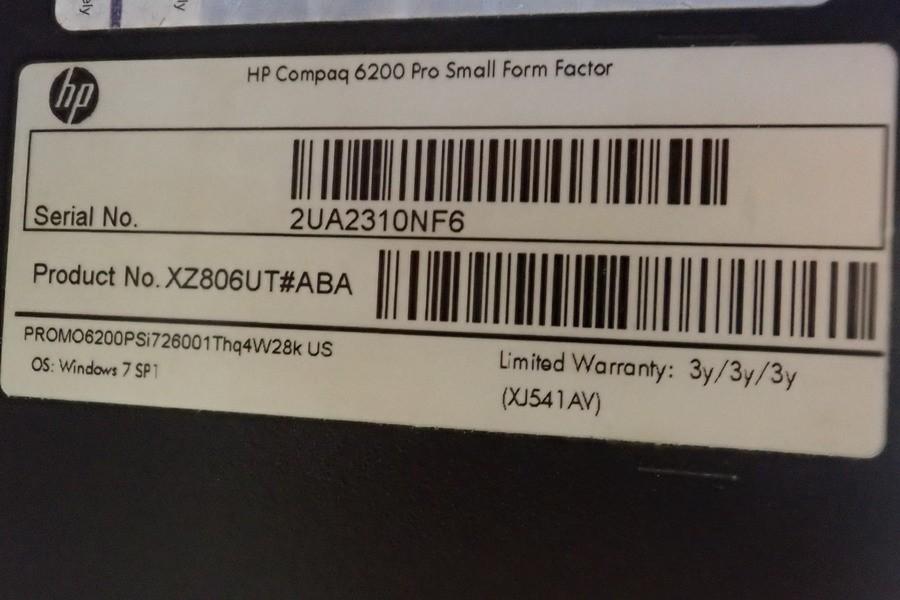 ely
y
hp
HP Compaq 6200 Pro Small Form Factor
Serial No.
2UA2310NF6
Product No. XZ806UT#ABA
PROMO6200PSi726001Thq4W28k US
OS: Windows 7 SP1
Limited Warranty: 3y/3y/3y
(XJ541AV)